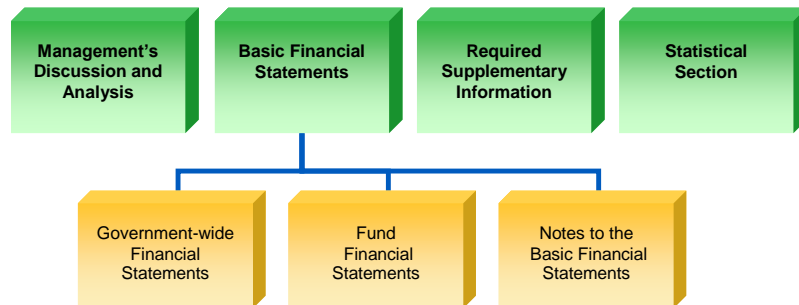 Management's
Discussion and
Analysis
Basic Financial
Statements
Required
Supplementary
Information
Statistical
Section
Government-wide
Financial
Statements
Fund
Financial
Statements
Notes to the
Basic Financial
Statements